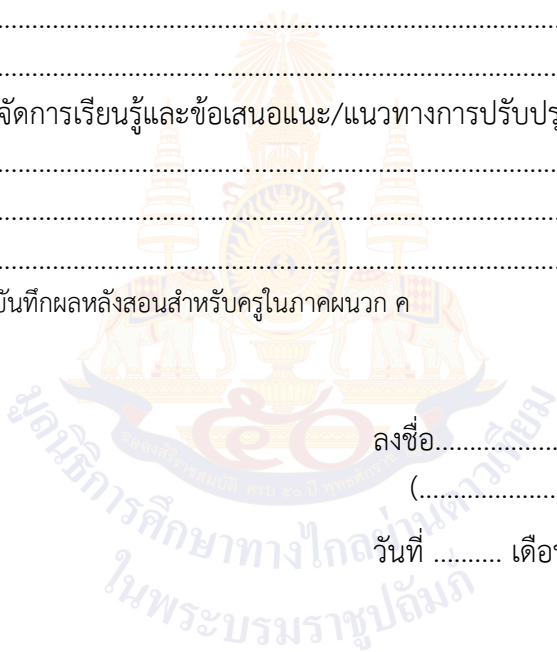 ....................................................................................................
........................................ ................................................................
จัดการเรียนรู้และข้อเสนอแนะ/แนวทางการปรับปรุ
....................................................................................................
....................................................................................................
....................................................................................................
บันทึกผลหลังสอนสำหรับครูในภาคผนวก ค
ลงชื่อ.....................
(.....................
วันที่ .......... เดือน
มูลนิธิการศึกษาทางไกลผ่านดาวเทียม
ในพระบรมราชูปถัมภ์